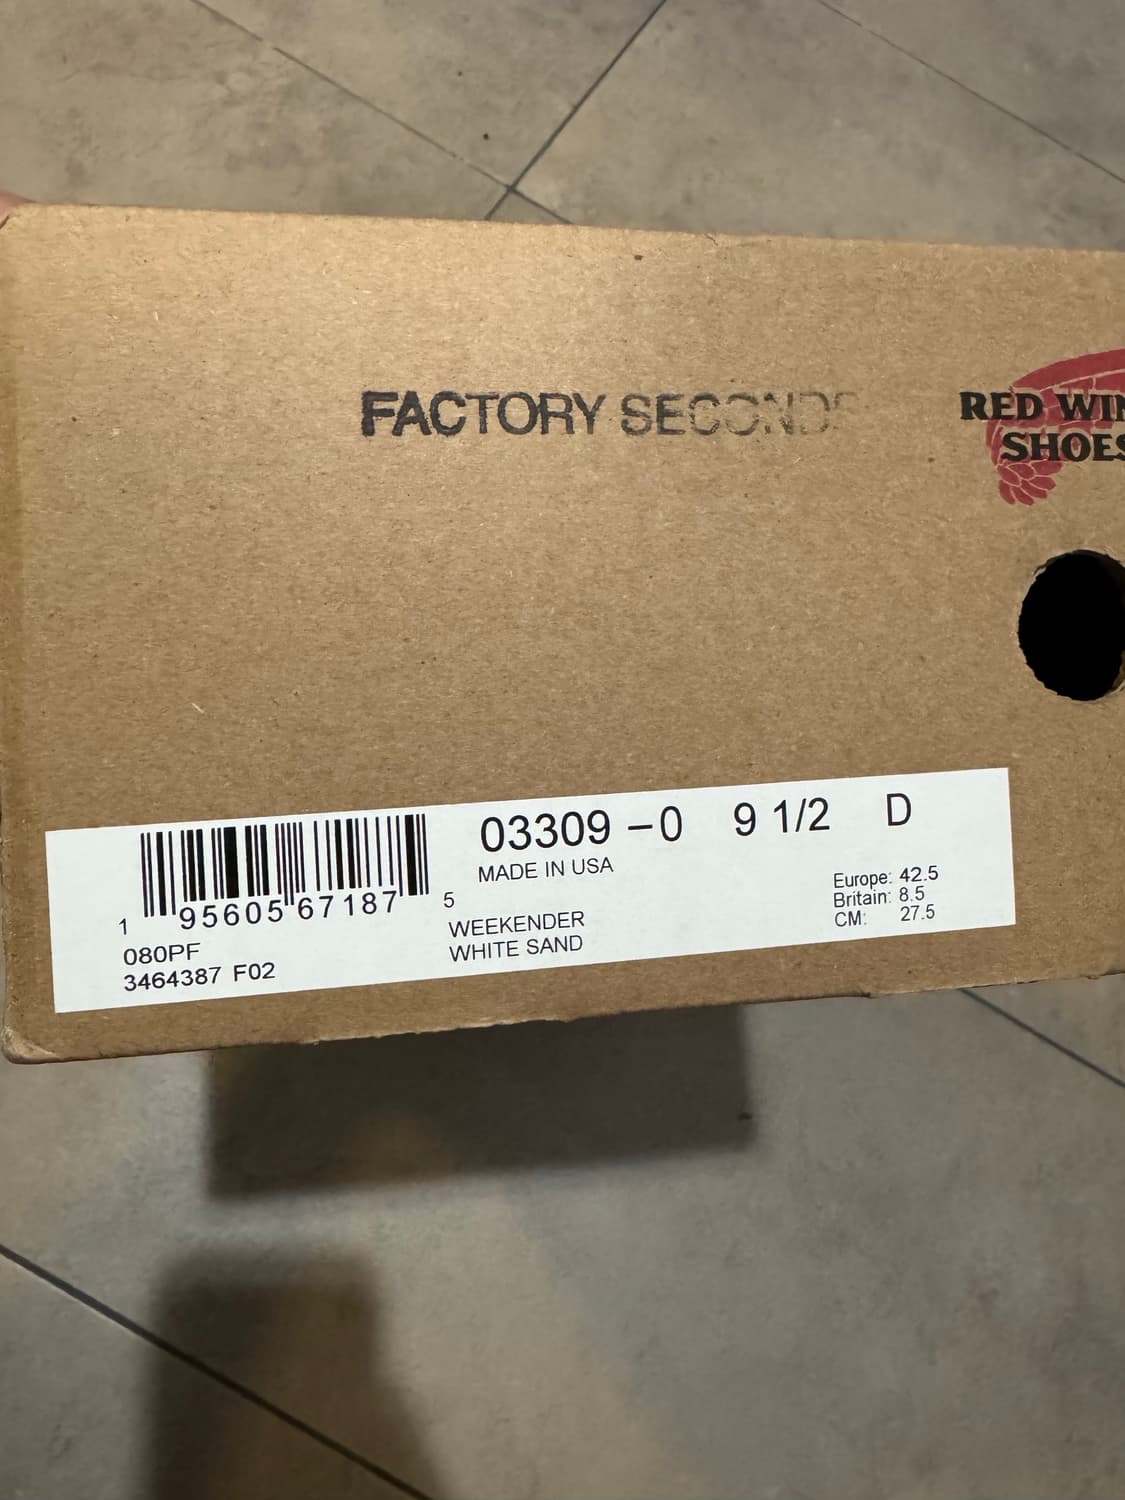 FACTORY SECONDS
RED WIN
SHOES
03309 –0 9 1/2 D
MADE IN USA
1 95605 67187 5
WEEKENDER
WHITE SAND
080PF
3464387 F02
Europe: 42.5
Britain: 8.5
CM: 27.5